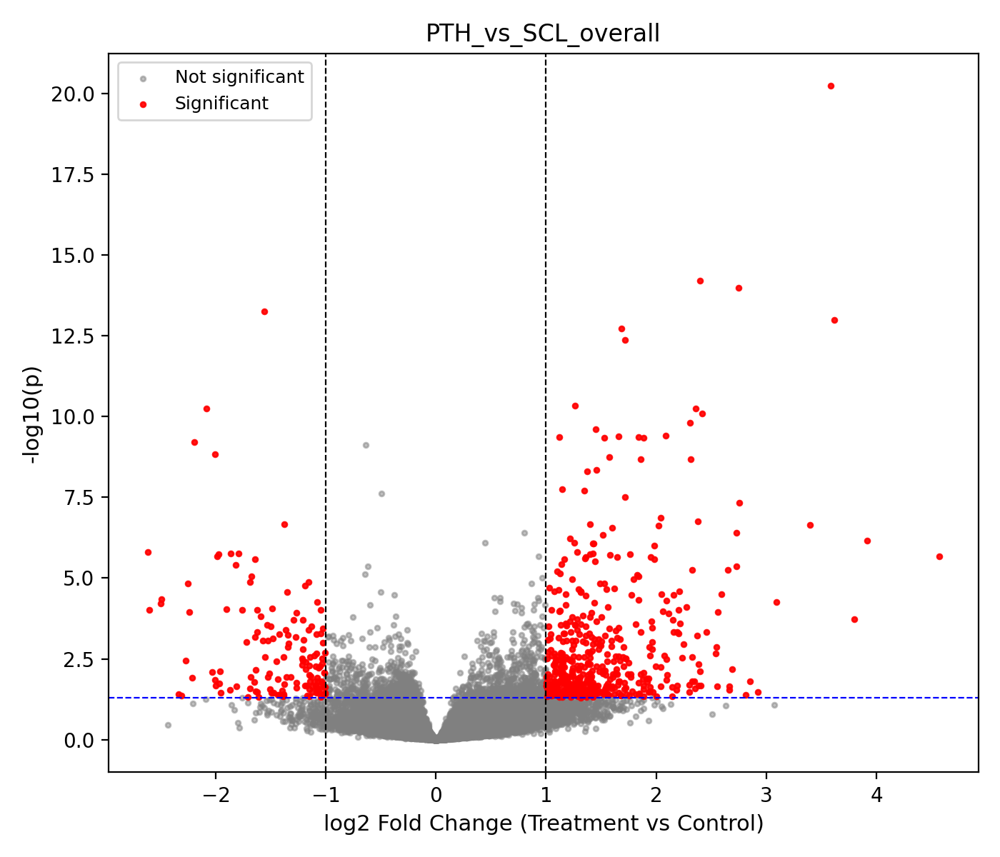 PTH_vs_SCL_overall
Not significant
Significant
20.0
17.5
15.0
12.5
10.0
7.5
5.0
2.5
0.0
-log10(p)
−2 −1 0 1 2 3 4
log2 Fold Change (Treatment vs Control)